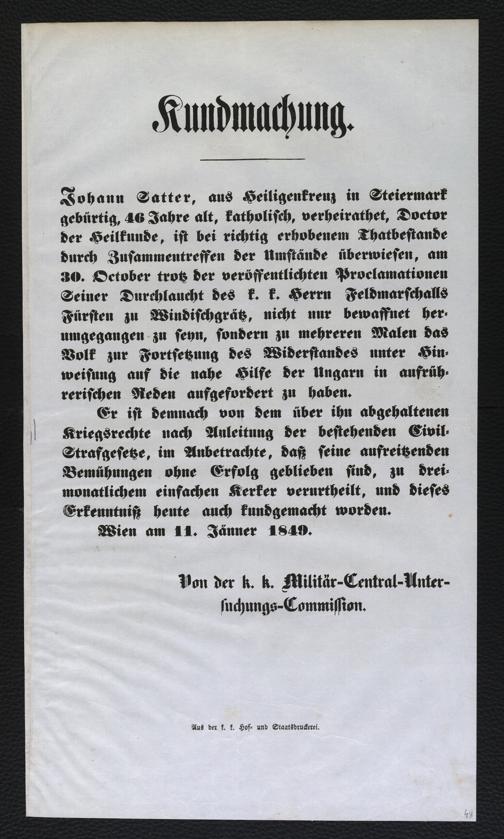 Kundmachung.
Johann Satter, aus Heiligenkreuz in Steiermark
gebürtig, 46 Jahre alt, katholisch, verheirathet, Doctor
der Heilkunde, ist bei richtig erhobenem Thatbestande
durch Zusammentreffen der Umstände überwiesen, am
30. October trotz der veröffentlichten Proclamationen
Seiner Durchlaucht des k. k. Herrn Feldmarschalls
Fürsten zu Windischgrätz, nicht nur bewaffnet her-
umgegangen zu seyn, sondern zu mehreren Malen das
Volk zur Fortsetzung des Widerstandes unter Hin-
weisung auf die nahe Hilfe der Ungarn in aufrüh-
rerischen Reden aufgefordert zu haben.
Er ist demnach von dem über ihn abgehaltenen
Kriegsrechte nach Anleitung der bestehenden Civil-
Strafgesetze, im Anbetrachte, daß seine aufreitzenden
Bemühungen ohne Erfolg geblieben sind, zu drei-
monatlichem einfachen Kerker verurtheilt, und dieses
Erkenntniß heute auch kundgemacht worden.
Wien am 11. Jänner 1849.
Von der k. k. Militär-Central-Unter-
suchungs-Commission.
Aus der k. k. Hof- und Staatsdruckerei.